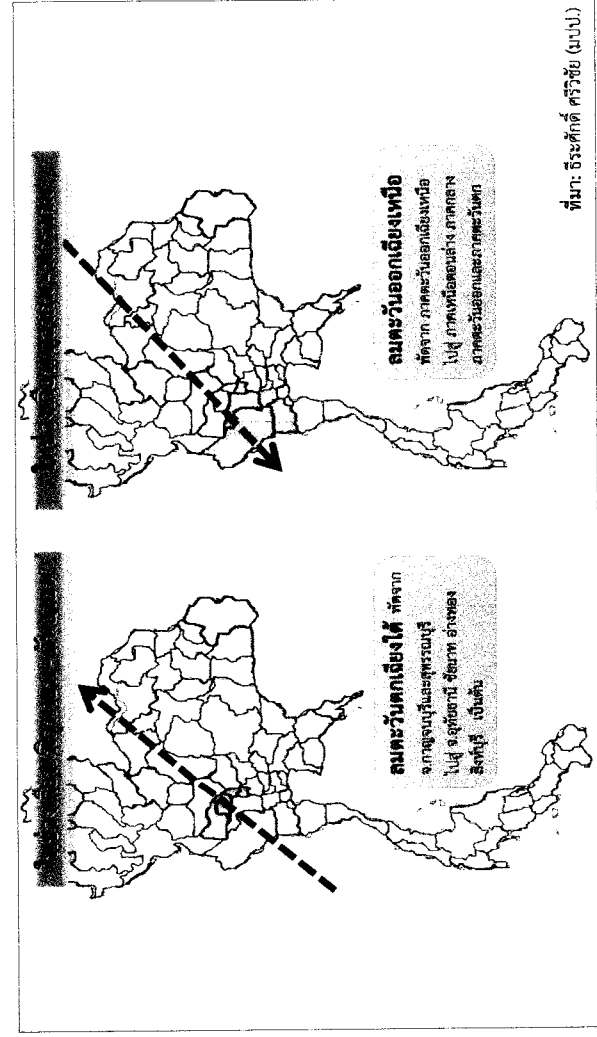 ลมตะวันตกเฉียงใต้ พัดจาก
จ.กาญจนบุรีและสุพรรณบุรี
ไปสู่ จ.อุทัยธานี ชัยนาท อ่างทอง
สิงห์บุรี เป็นต้น
ลมตะวันออกเฉียงเหนือ
พัดจาก ภาคตะวันออกเฉียงเหนือ
ไปสู่ ภาคเหนือตอนล่าง ภาคกลาง
ภาคตะวันออกและภาคตะวันตก
ที่มา: ธีระศักดิ์ ศรีวิชัย (มปป.)